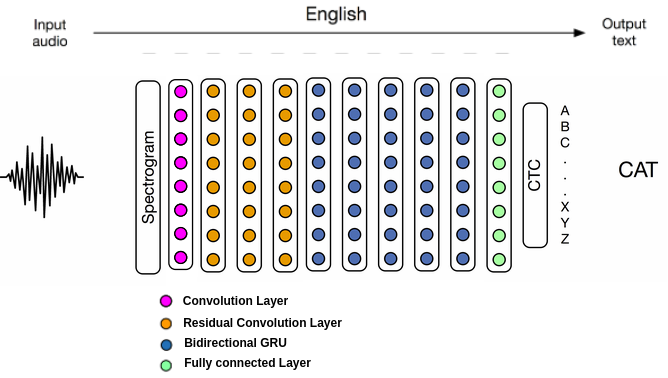 English
Input
audio
Output
text
Spectrogram
CTC
A
B
C
.
.
.
X
Y
Z
CAT
Convolution Layer
Residual Convolution Layer
Bidirectional GRU
Fully connected Layer